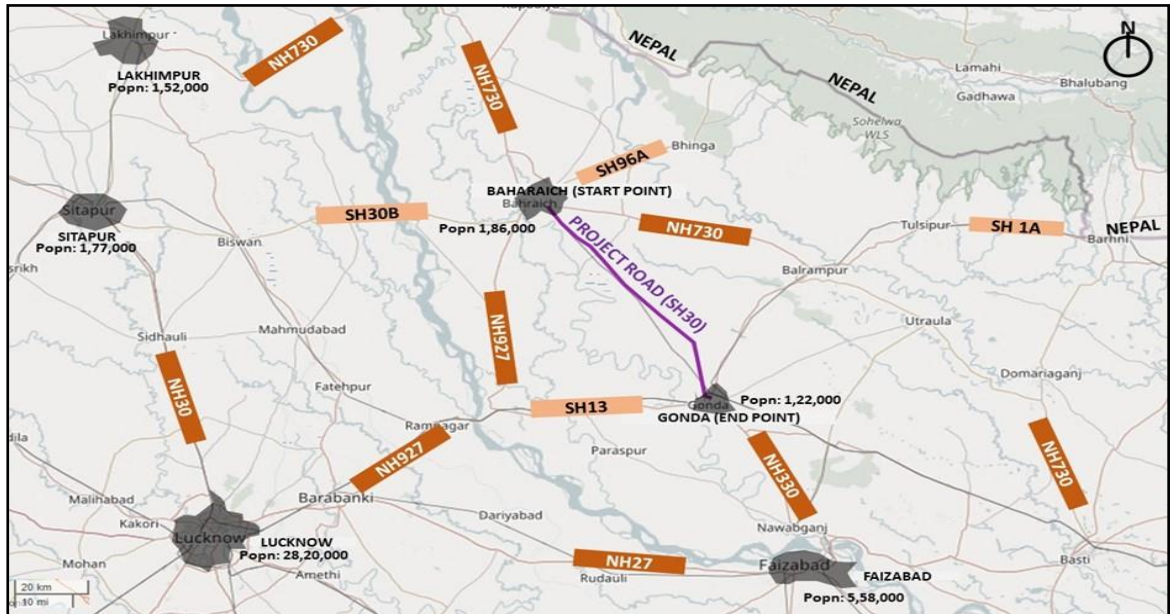 Lakhimpur
LAKHIMPUR
Popn: 1,52,000
NH730
NH730
NEPAL
NEPAL
N
Lamahi
Bhalubang
Gadhawa
Sohelwa
WLS
SH96A
Bhinga
BAHARAICH (START POINT)
Bahraich
Popn 1,86,000
Sitapur
SITAPUR
Popn: 1,77,000
SH30B
Biswan
NH730
Tulsipur
SH 1A
NEPAL
Barhni
srikh
Balrampur
PROJECT ROAD (SH30)
Utraula
Sidhauli
Mahmudabad
NH927
NH30
Fatehpur
Domariaganj
SH13
Gonda
Popn: 1,22,000
GONDA (END POINT)
Ramnagar
dila
NH927
Paraspur
NH330
NH730
Malihabad
Barabanki
Kakori
Dariyabad
Nawabganj
Lucknow
LUCKNOW
Popn: 28,20,000
Mohan
Amethi
NH27
Rudauli
Faizabad
FAIZABAD
Popn: 5,58,000
Basti
20 km
10 mi